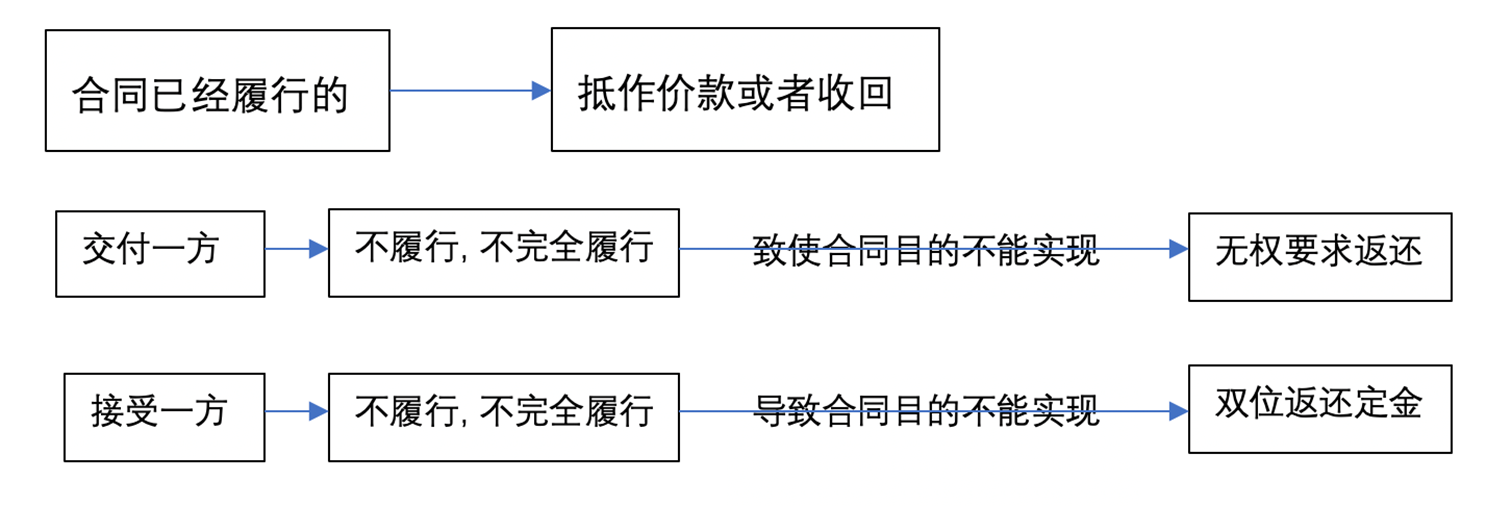 合同已经履行的
抵作价款或者收回
交付一方
不履行, 不完全履行
致使合同目的不能实现
无权要求返还
接受一方
不履行, 不完全履行
导致合同目的不能实现
双位返还定金